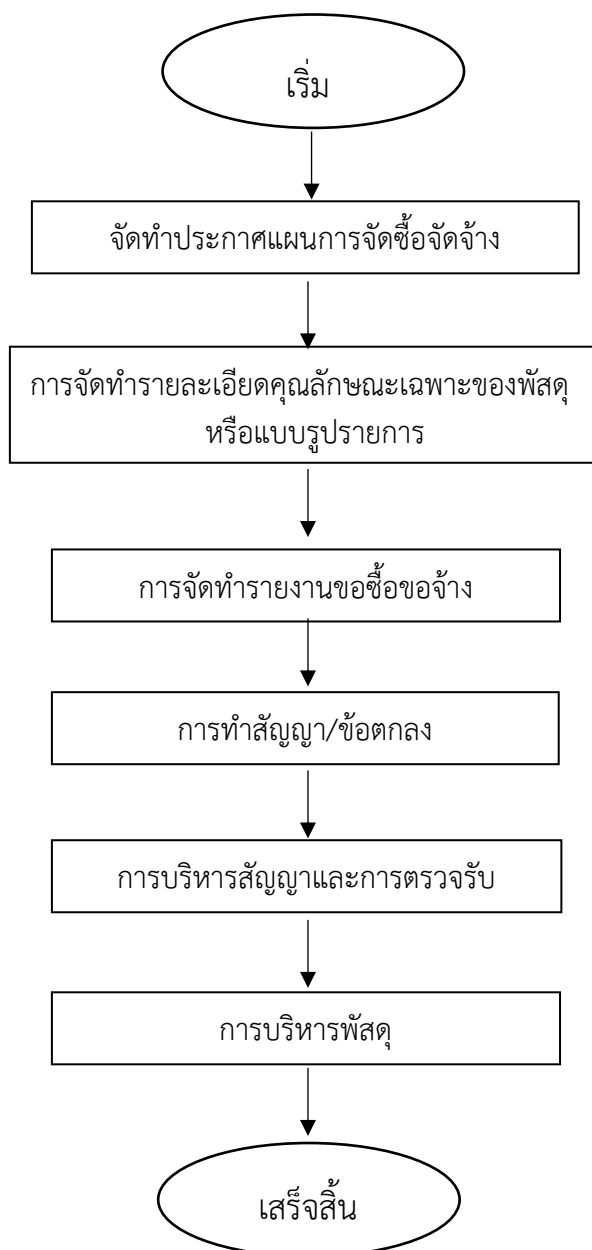 เริ่ม
จัดทำประกาศแผนการจัดซื้อจัดจ้าง
การจัดทำรายละเอียดคุณลักษณะเฉพาะของพัสดุ
หรือแบบรูปรายการ
การจัดทำรายงานขอซื้อขอจ้าง
การทำสัญญา/ข้อตกลง
การบริหารสัญญาและการตรวจรับ
การบริหารพัสดุ
เสร็จสิ้น